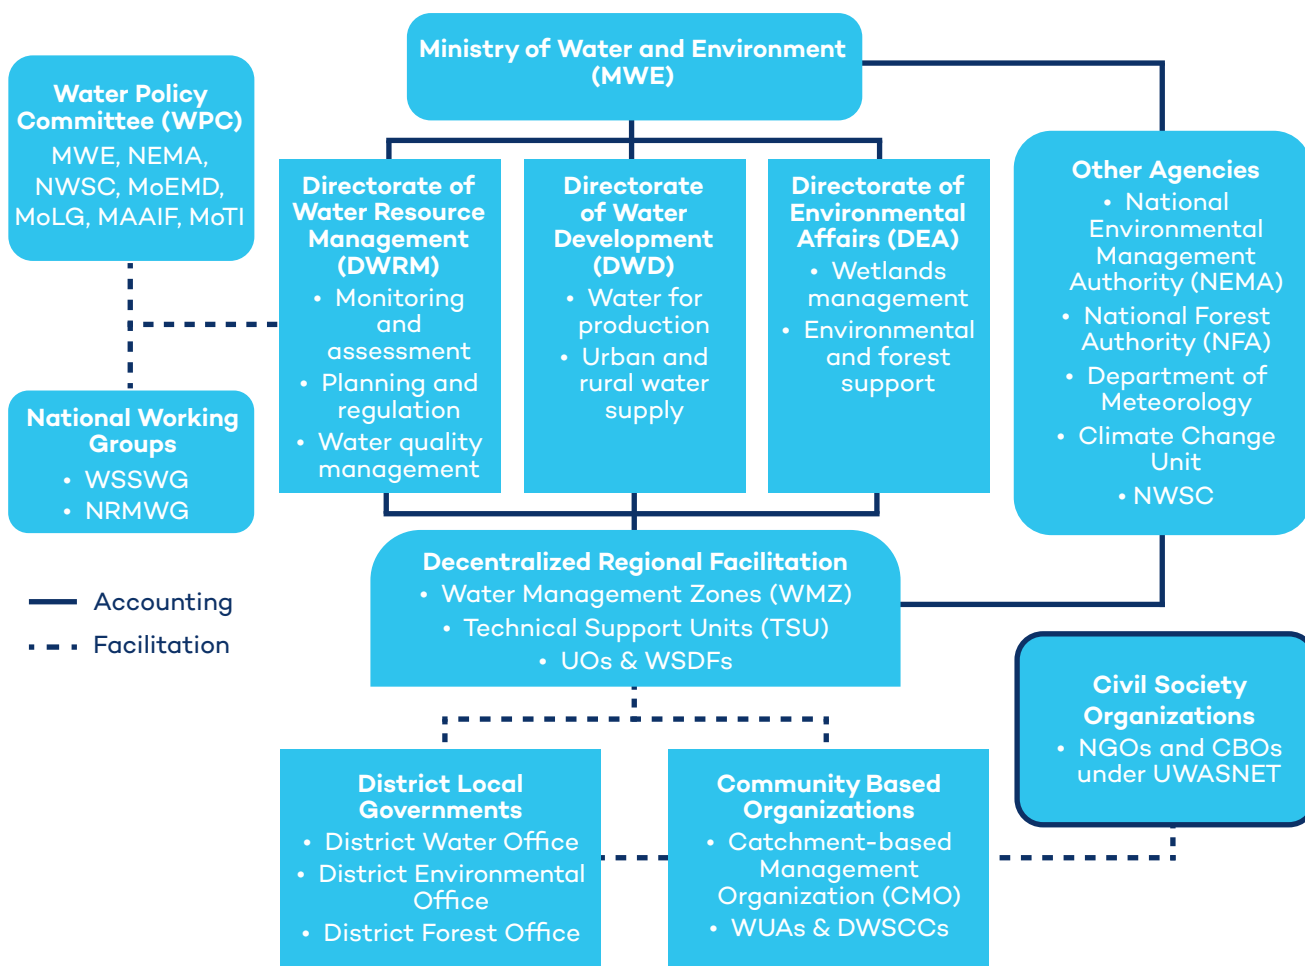 Ministry of Water and Environment
(MWE)
Water Policy
Committee (WPC)
MWE, NEMA,
NWSC, MoEMD,
MoLG, MAAIF, MoTI
Directorate of
Water Resource
Management
(DWRM)
• Monitoring
and
assessment
• Planning and
regulation
• Water quality
management
Directorate
of Water
Development
(DWD)
• Water for
production
• Urban and
rural water
supply
Directorate of
Environmental
Affairs (DEA)
• Wetlands
management
• Environmental
and forest
support
Other Agencies
• National
Environmental
Management
Authority (NEMA)
• National Forest
Authority (NFA)
• Department of
Meteorology
• Climate Change
Unit
• NWSC
National Working
Groups
• WSSWG
• NRMWG
Accounting
Facilitation
Decentralized Regional Facilitation
• Water Management Zones (WMZ)
• Technical Support Units (TSU)
• UOs & WSDFs
Civil Society
Organizations
• NGOs and CBOs
under UWASNET
District Local
Governments
• District Water Office
• District Environmental
Office
• District Forest Office
Community Based
Organizations
• Catchment-based
Management
Organization (CMO)
• WUAs & DWSCCs